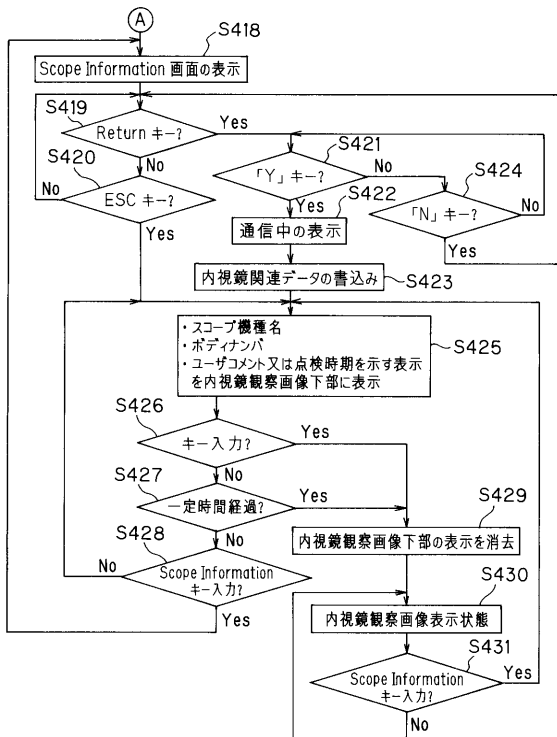 A
S418
Scope Information 画面の表示
S419
Return キー?
Yes
No
S420
ESC キー?
No
Yes
S421
「Y」キー?
No
Yes
S424
「N」キー?
No
Yes
S422
通信中の表示
内視鏡関連データの書込み
S423
・スコープ機種名
・ボディナンバ
・ユーザコメント又は点検時期を示す表示
を内視鏡観察画像下部に表示
S425
S426
キー入力?
Yes
No
S427
一定時間経過?
Yes
No
S428
Scope Information
キー入力?
No
Yes
S429
内視鏡観察画像下部の表示を消去
S430
内視鏡観察画像表示状態
S431
Scope Information
キー入力?
Yes
No